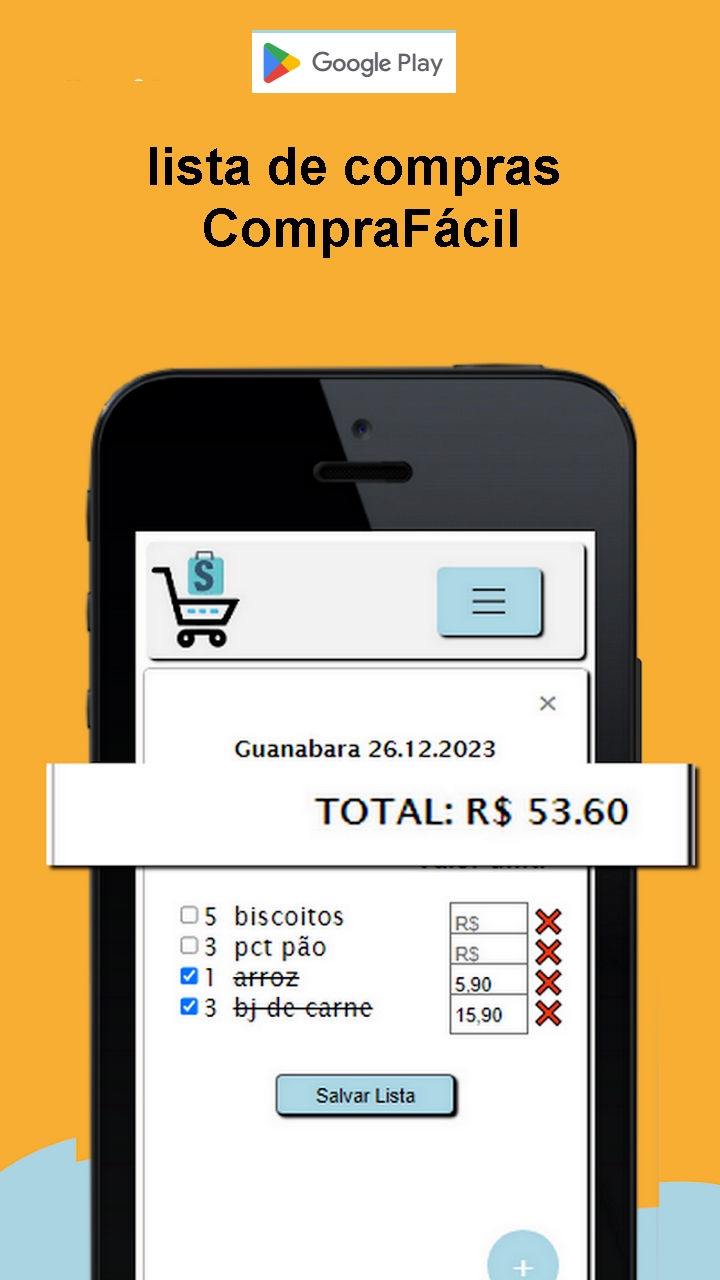 Google Play
lista de compras
CompraFácil
S
×
Guanabara 26.12.2023
TOTAL: R$ 53.60
5 biscoitos R$
3 pct pão R$
1 arroz 5,90
3 bj de carne 15,90
Salvar Lista
+